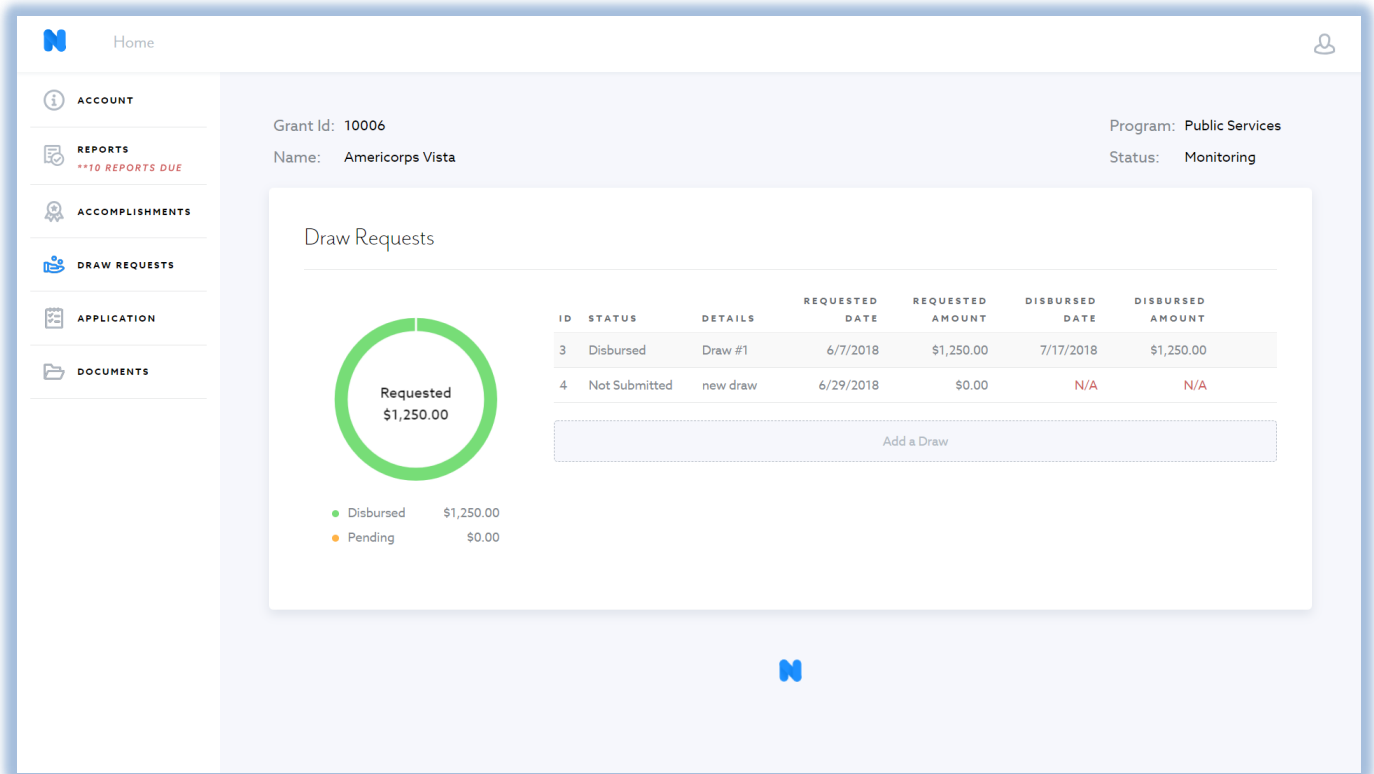 Home
ACCOUNT
REPORTS
**10 REPORTS DUE
ACCOMPLISHMENTS
DRAW REQUESTS
APPLICATION
DOCUMENTS
Grant Id: 10006
Program: Public Services
Name: Americorps Vista
Status: Monitoring
Draw Requests
Requested
$1,250.00
Disbursed $1,250.00
Pending $0.00
REQUESTED REQUESTED DISBURSED DISBURSED
ID STATUS DETAILS DATE AMOUNT DATE AMOUNT
3 Disbursed Draw #1 6/7/2018 $1,250.00 7/17/2018 $1,250.00
4 Not Submitted new draw 6/29/2018 $0.00 N/A N/A
Add a Draw